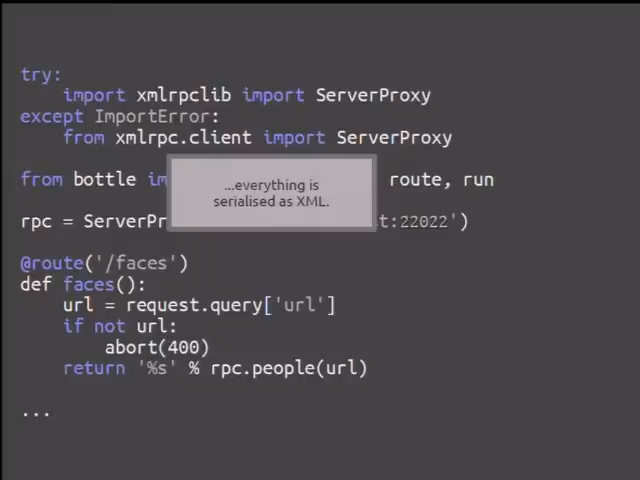 try:
    import xmlrpclib import ServerProxy
except ImportError:
    from xmlrpc.client import ServerProxy
from bottle im route, run
...everything is
serialised as XML.
rpc = ServerPr t:22022')
@route('/faces')
def faces():
    url = request.query['url']
    if not url:
        abort(400)
    return '%s' % rpc.people(url)
...